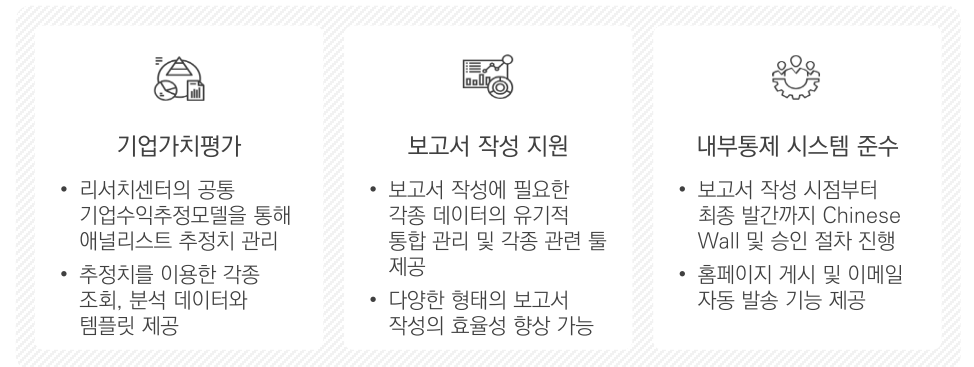 기업가치평가
• 리서치센터의 공통
기업수익추정모델을 통해
애널리스트 추정치 관리
• 추정치를 이용한 각종
조회, 분석 데이터와
템플릿 제공
보고서 작성 지원
• 보고서 작성에 필요한
각종 데이터의 유기적
통합 관리 및 각종 관련 툴
제공
• 다양한 형태의 보고서
작성의 효율성 향상 가능
내부통제 시스템 준수
• 보고서 작성 시점부터
최종 발간까지 Chinese
Wall 및 승인 절차 진행
• 홈페이지 게시 및 이메일
자동 발송 기능 제공